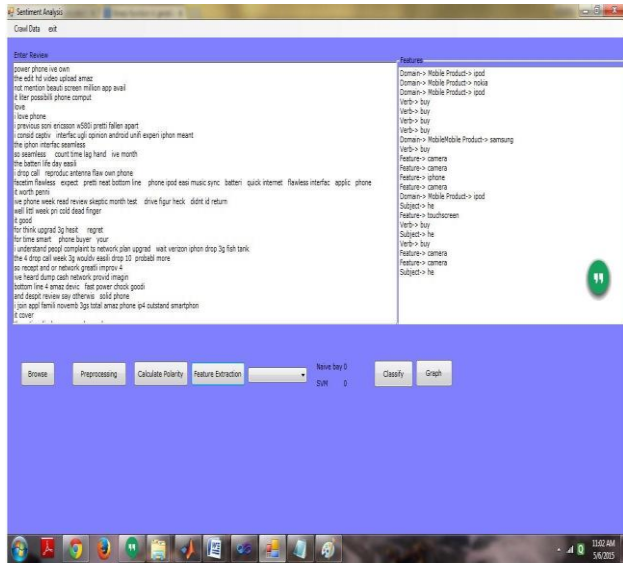 Sentiment Analysis
Crawl Data exit
Enter Review
power phone ive own
the edit hd video upload amaz
not mention beauti screen million app avail
it liter possibili phone comput
love
i love phone
i previous soni ericsson w580i pretti fallen apart
i consid captiv interfac ugli opinion android unifi experi iphon meant
the iphon interfac seamless
so seamless count time lag hand ive month
the batteri life day easili
i drop call reproduc antenna flaw own phone
facetim flawless expect pretti neat bottom line phone ipod easi music sync batteri quick internet flawless interfac applic phone
it worth penni
ive phone week read review skeptic month test drive figur heck didnt id return
well littl week pri cold dead finger
it good
for think upgrad 3g hesit regret
for time smart phone buyer your
i understand peopl complaint ts network plan upgrad wait verizon iphon drop 3g fish tank
the 4 drop call week 3g wouldv easili drop 10 probabl more
so recept end or network greatli improv 4
ive heard dump cash network provid imagin
bottom line 4 amaz devic fast power chock goodi
and despit review say otherwis solid phone
i join appl famili novemb 3gs total amaz phone ip4 outstand smartphon
it cover
Features
Domain-> Mobile Product-> ipod
Domain-> Mobile Product-> nokia
Domain-> Mobile Product-> ipod
Verb-> buy
Verb-> buy
Verb-> buy
Verb-> buy
Domain-> MobileMobile Product-> samsung
Verb-> buy
Feature-> camera
Feature-> camera
Feature-> iphone
Feature-> camera
Domain-> Mobile Product-> ipod
Subject-> he
Feature-> touchscreen
Verb-> buy
Subject-> he
Verb-> buy
Feature-> camera
Feature-> camera
Subject-> he
Browse Preprocessing Calculate Polarity Feature Extraction
Naive bay 0
SVM 0
Classify Graph
11:02 AM
5/6/2015